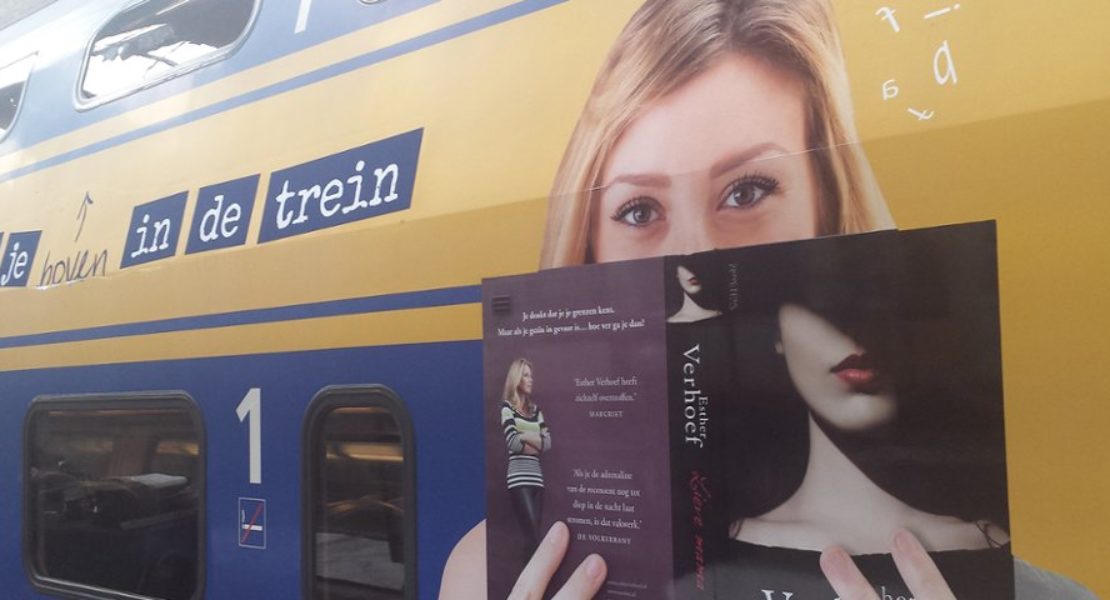 1
je boven in de trein
1
Je denkt dat je je grenzen kent.
Maar als je gezin in gevaar is... hoe ver ga je dan?
'Esther Verhoef heeft
zichzelf overtroffen.'
MARGRIET
'Als je de adrenaline
van de recensent nog tot
diep in de nacht laat
stromen, is dat vakwerk.'
DE VOLKSKRANT
Esther
Verhoef
Lieve mama